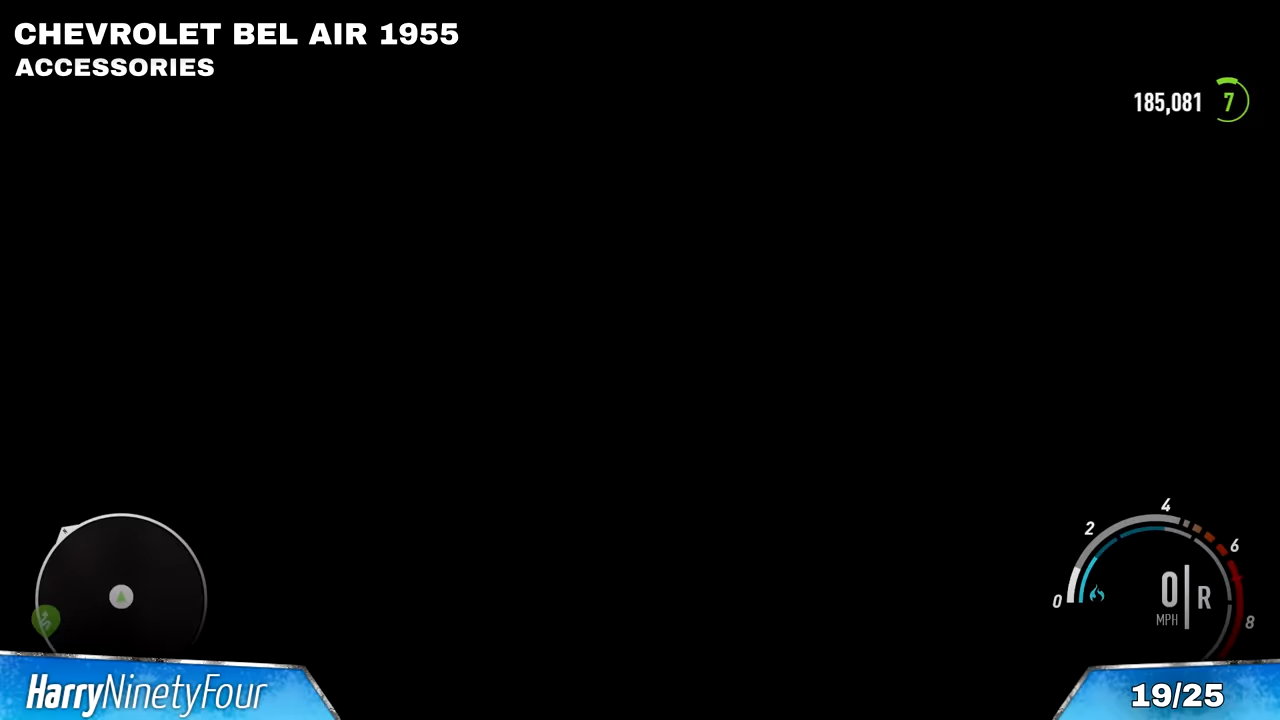 CHEVROLET BEL AIR 1955
ACCESSORIES
185,081 7
4
2
6
0
0 R
MPH
8
HarryNinetyFour
19/25